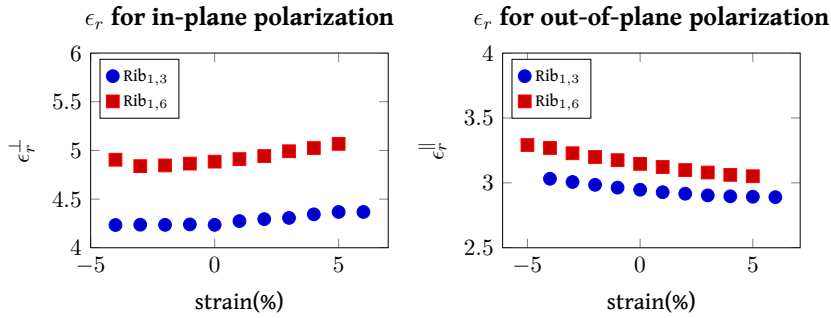 ϵr for in-plane polarization
6
5.5
5
4.5
4
ϵr⊥
−5
0
5
strain(%)
Rib1,3
Rib1,6
ϵr for out-of-plane polarization
4
3.5
3
2.5
ϵr∥
−5
0
5
strain(%)
Rib1,3
Rib1,6